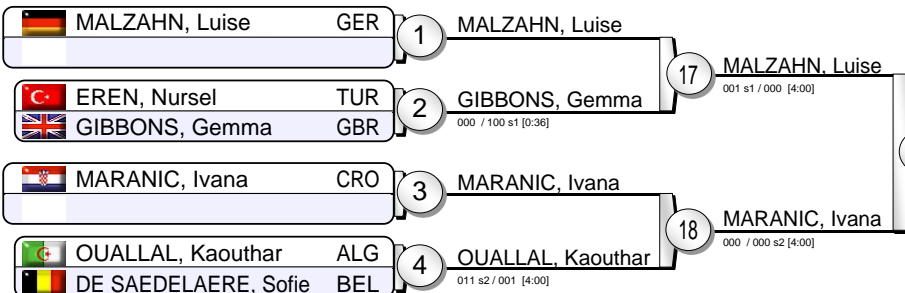 MALZAHN, Luise GER
1
MALZAHN, Luise
17
MALZAHN, Luise
001 s1 / 000 [4:00]
EREN, Nursel TUR
GIBBONS, Gemma GBR
2
GIBBONS, Gemma
000 / 100 s1 [0:36]
MARANIC, Ivana CRO
3
MARANIC, Ivana
18
MARANIC, Ivana
000 / 000 s2 [4:00]
OUALLAL, Kaouthar ALG
DE SAEDELAERE, Sofie BEL
4
OUALLAL, Kaouthar
011 s2 / 001 [4:00]